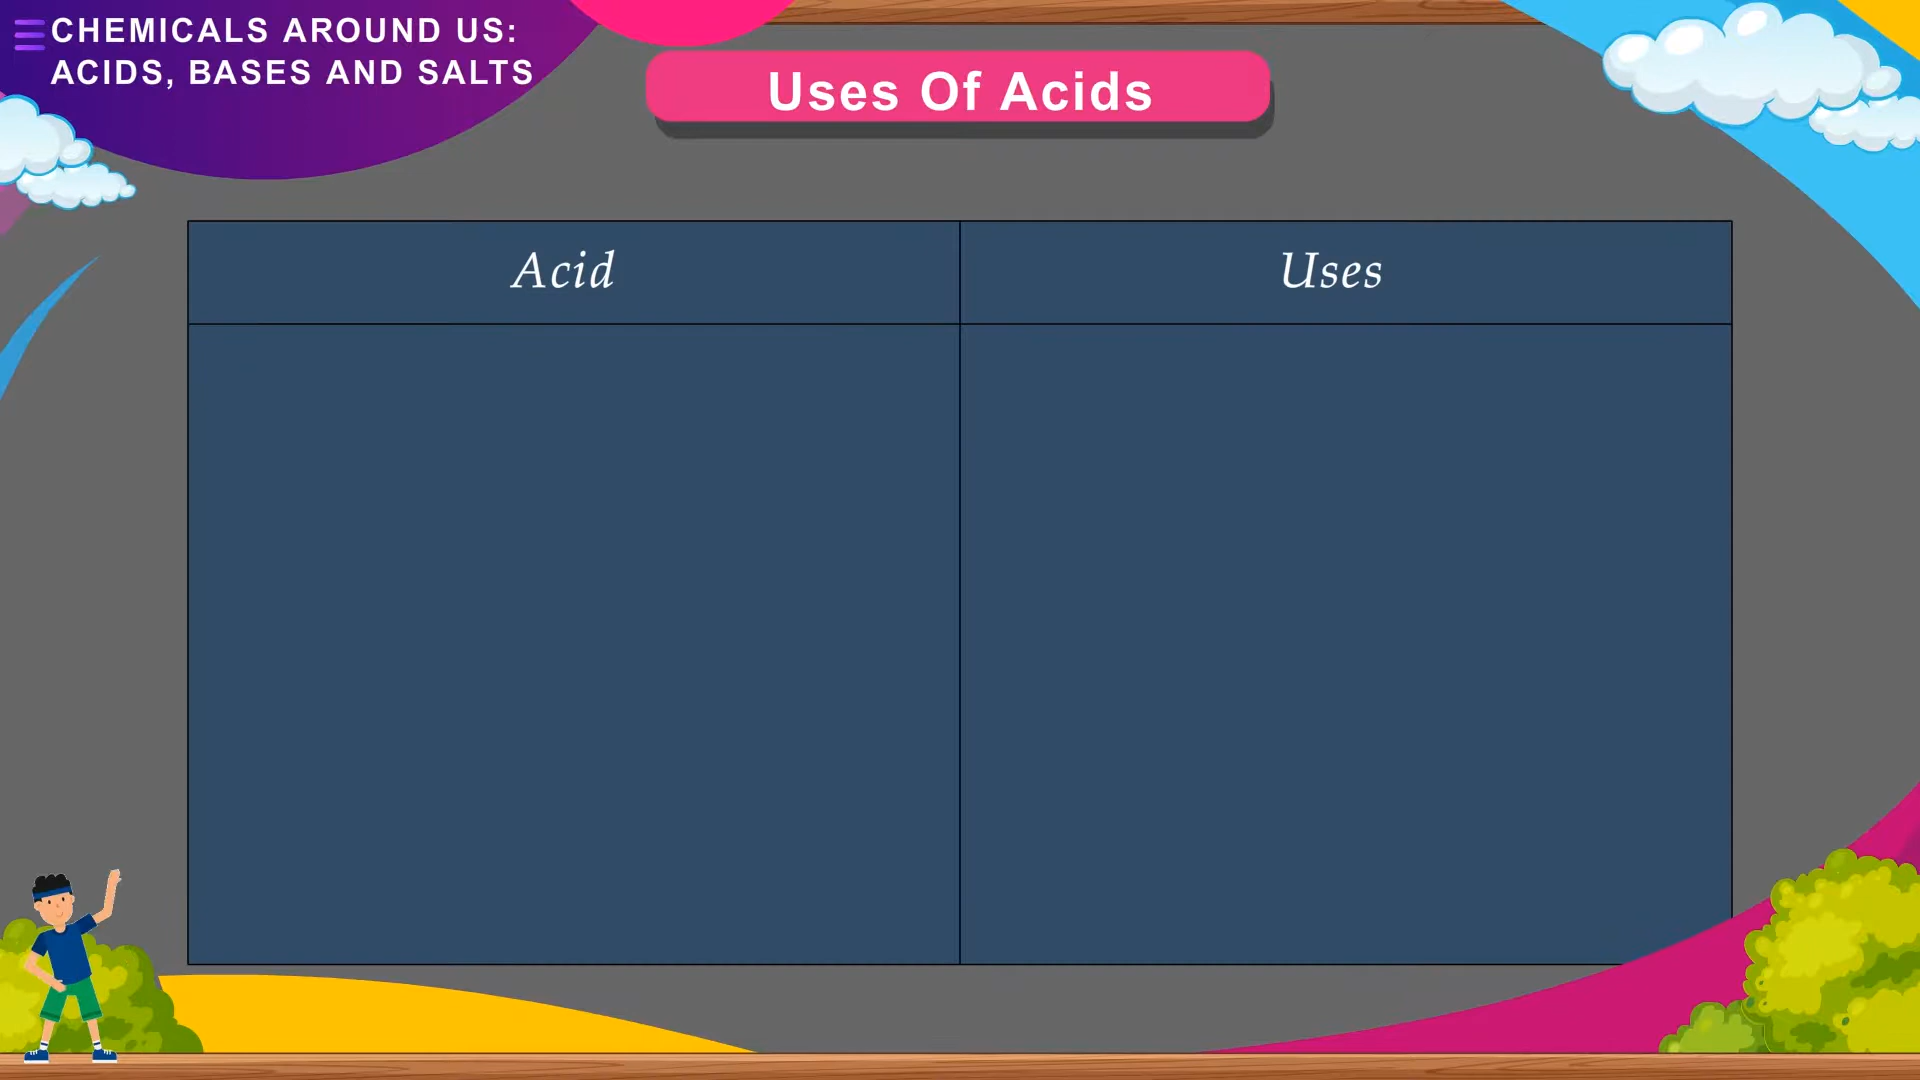 CHEMICALS AROUND US:
ACIDS, BASES AND SALTS
Uses Of Acids
Acid
Uses